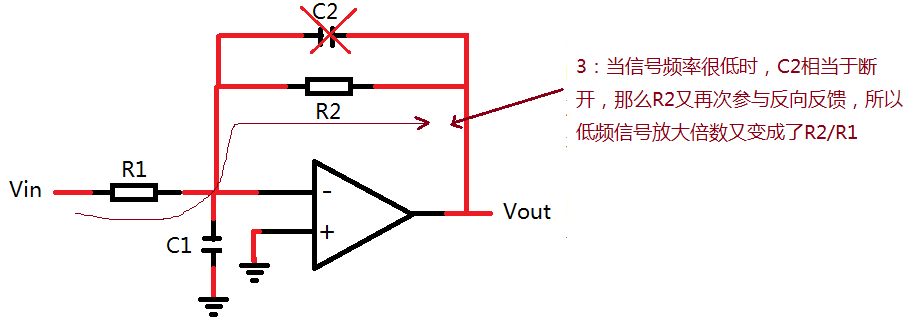 C2
3：当信号频率很低时，C2相当于断
开，那么R2又再次参与反向反馈，所以
低频信号放大倍数又变成了R2/R1
R2
R1
Vin
-
Vout
+
C1